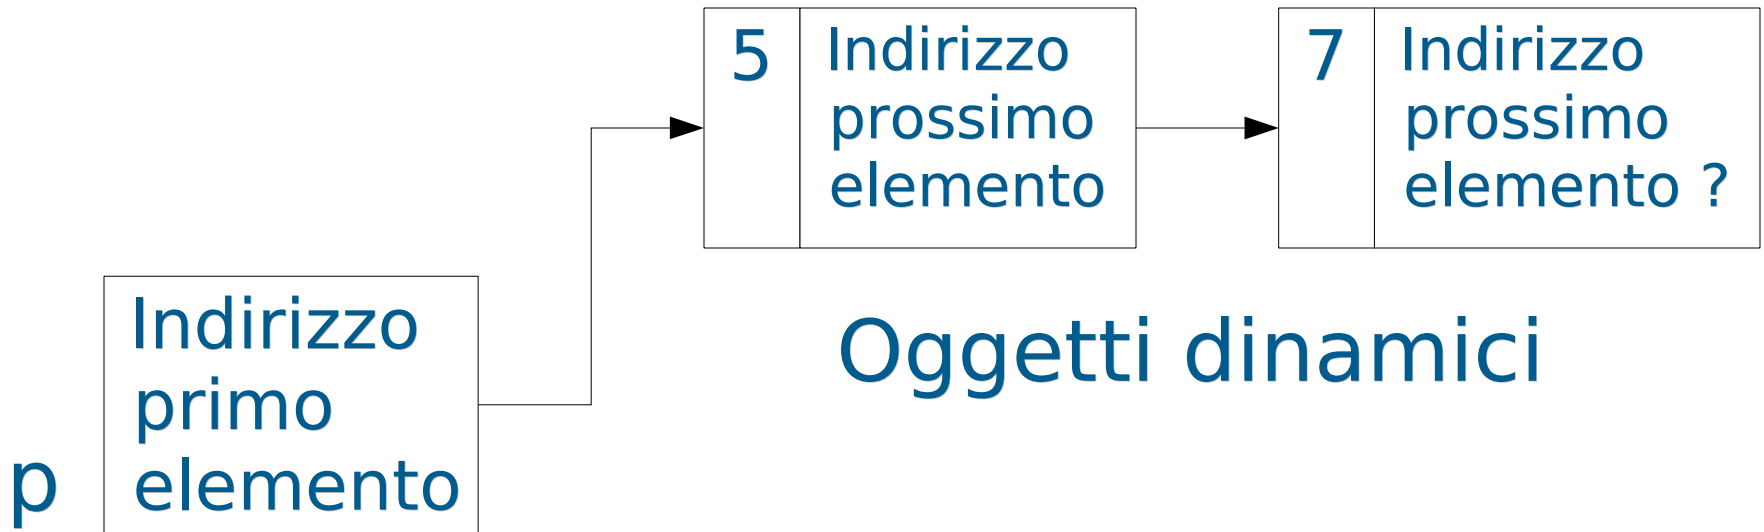 5
Indirizzo
prossimo
elemento
7
Indirizzo
prossimo
elemento ?
Oggetti dinamici
p
Indirizzo
primo
elemento